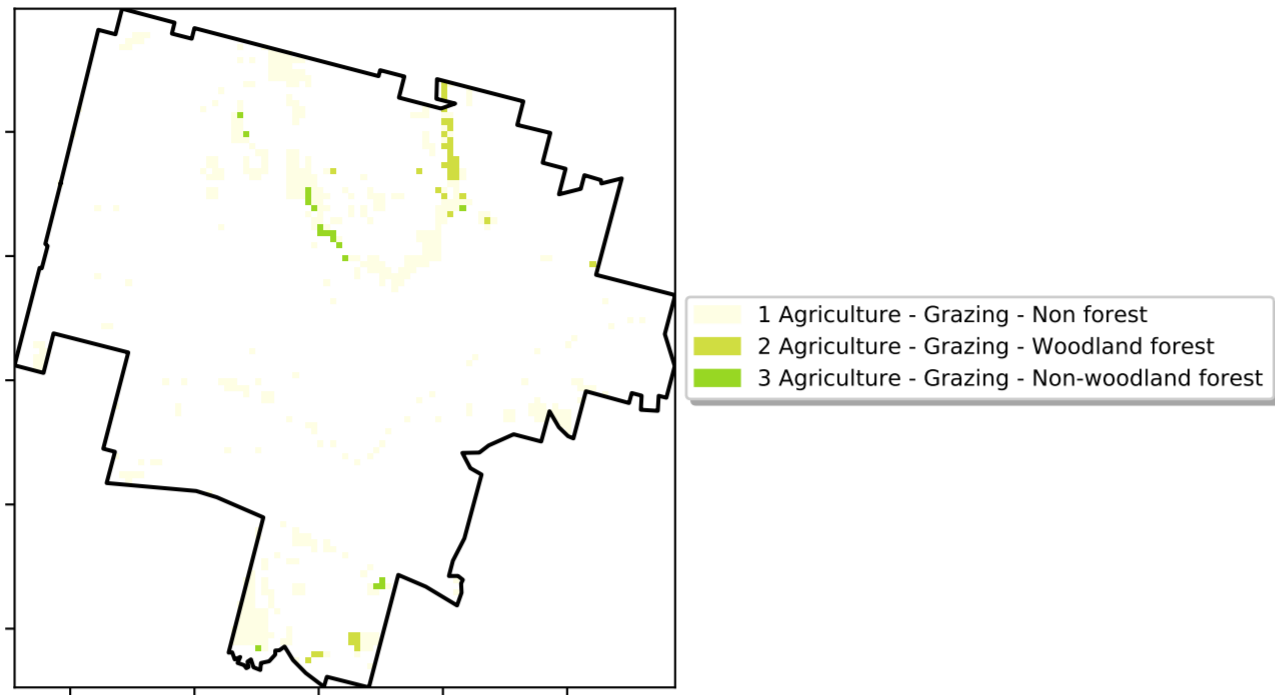 1 Agriculture - Grazing - Non forest
2 Agriculture - Grazing - Woodland forest
3 Agriculture - Grazing - Non-woodland forest